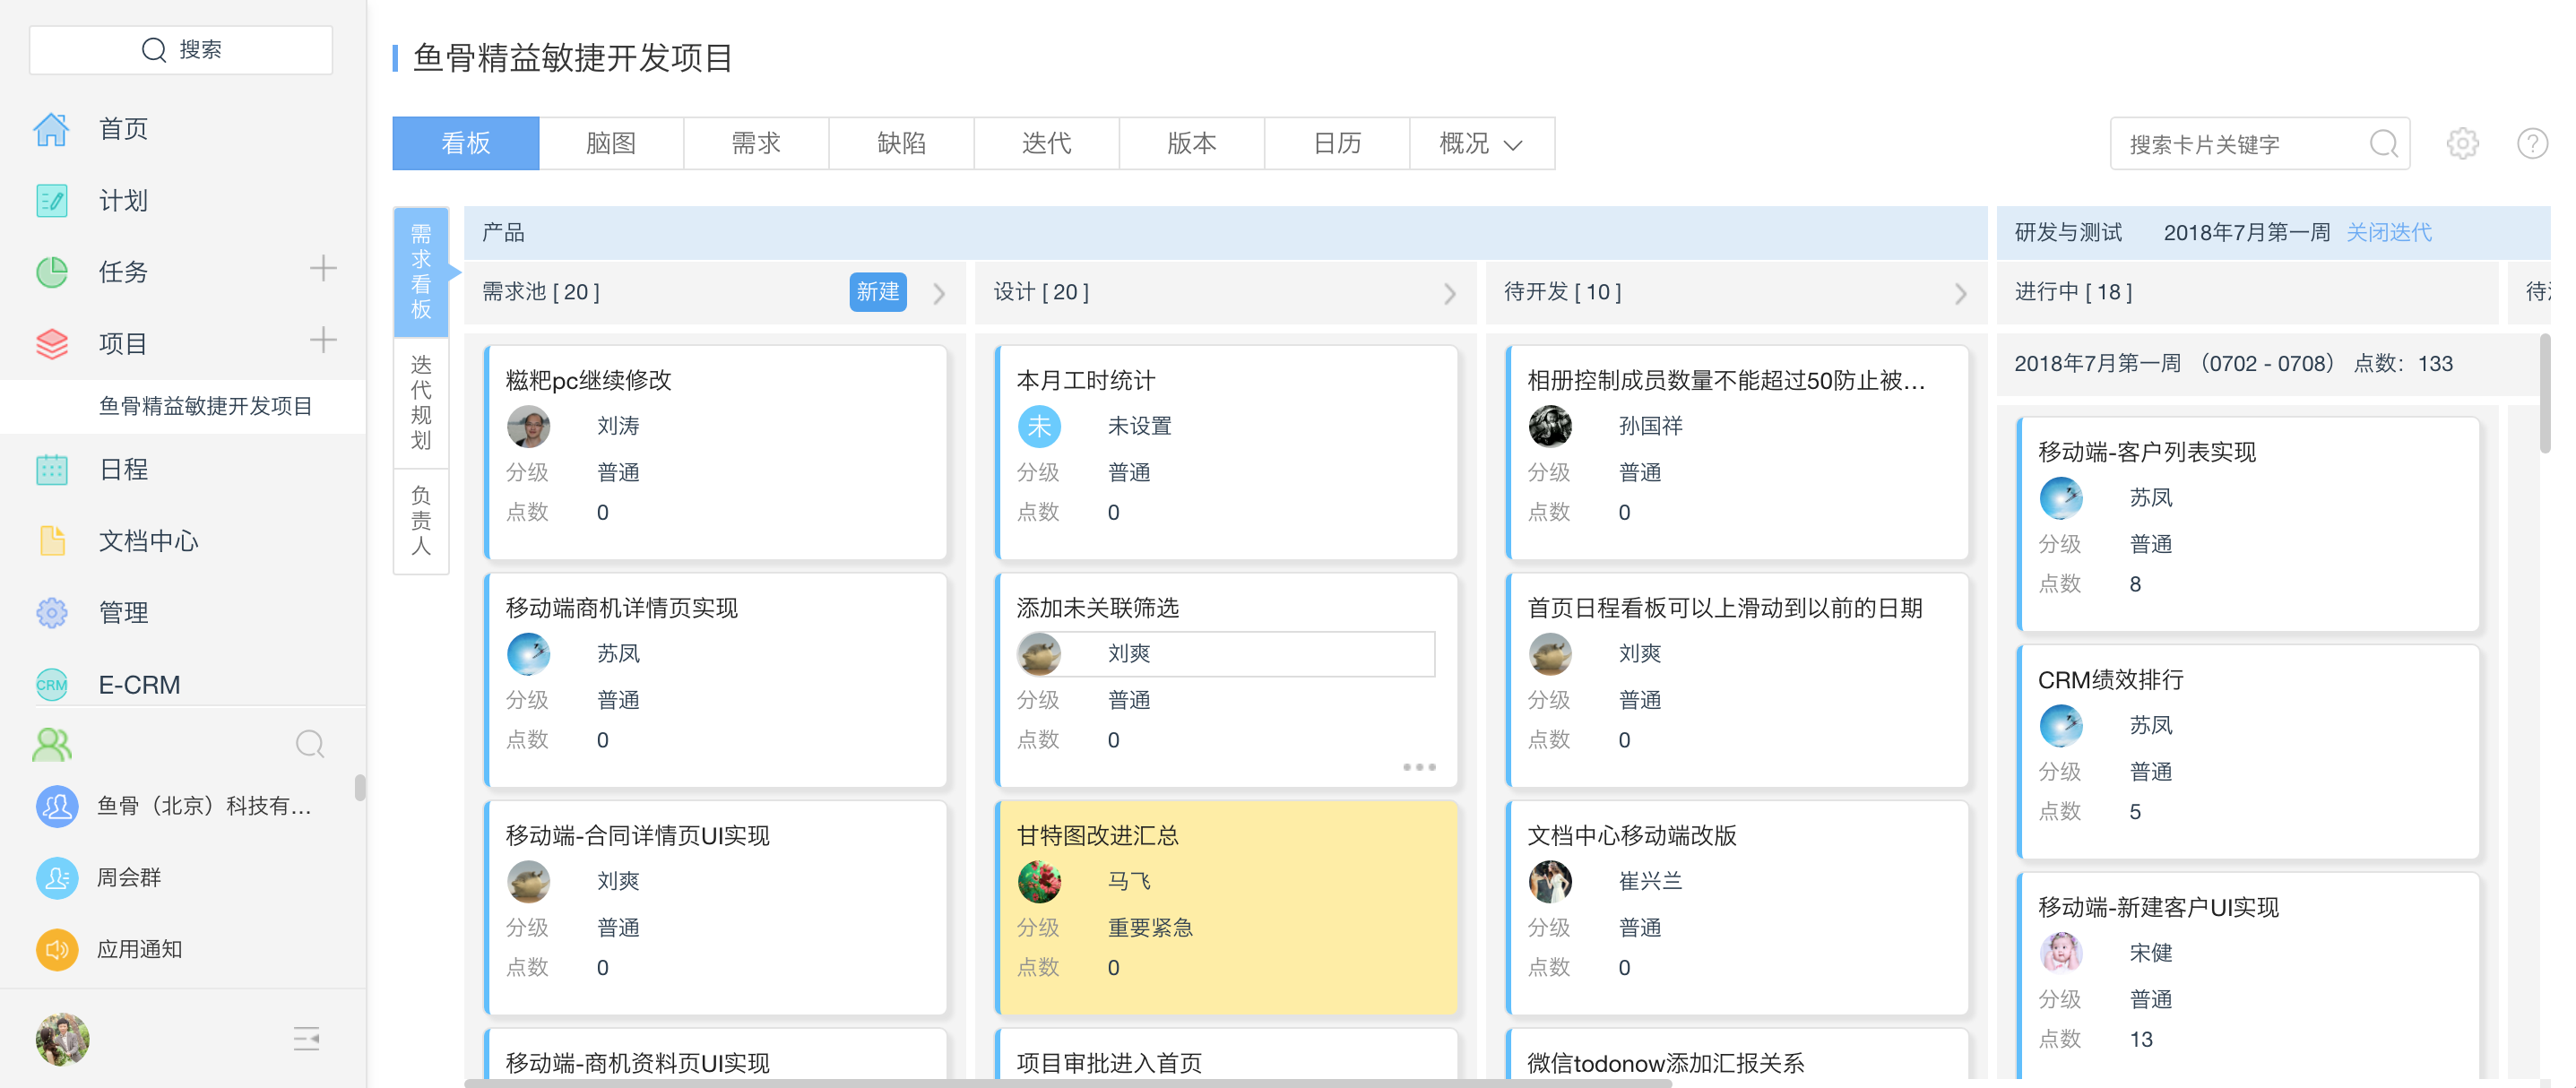 搜索
首页
计划
任务
项目
鱼骨精益敏捷开发项目
日程
文档中心
管理
CRM E-CRM
鱼骨（北京）科技有...
周会群
应用通知
鱼骨精益敏捷开发项目
看板 脑图 需求 缺陷 迭代 版本 日历 概况
搜索卡片关键字
?
需求看板
迭代规划
负责人
产品
需求池 [ 20 ] 新建
糍粑pc继续修改
刘涛
分级 普通
点数 0
移动端商机详情页实现
苏凤
分级 普通
点数 0
移动端-合同详情页UI实现
刘爽
分级 普通
点数 0
移动端-商机资料页UI实现
设计 [ 20 ]
本月工时统计
未 未设置
分级 普通
点数 0
添加未关联筛选
刘爽
分级 普通
点数 0
甘特图改进汇总
马飞
分级 重要紧急
点数 0
项目审批进入首页
待开发 [ 10 ]
相册控制成员数量不能超过50防止被...
孙国祥
分级 普通
点数 0
首页日程看板可以上滑动到以前的日期
刘爽
分级 普通
点数 0
文档中心移动端改版
崔兴兰
分级 普通
点数 0
微信todonow添加汇报关系
研发与测试 2018年7月第一周 关闭迭代
进行中 [ 18 ]
待
2018年7月第一周 （0702 - 0708） 点数：133
移动端-客户列表实现
苏凤
分级 普通
点数 8
CRM绩效排行
苏凤
分级 普通
点数 5
移动端-新建客户UI实现
宋健
分级 普通
点数 13